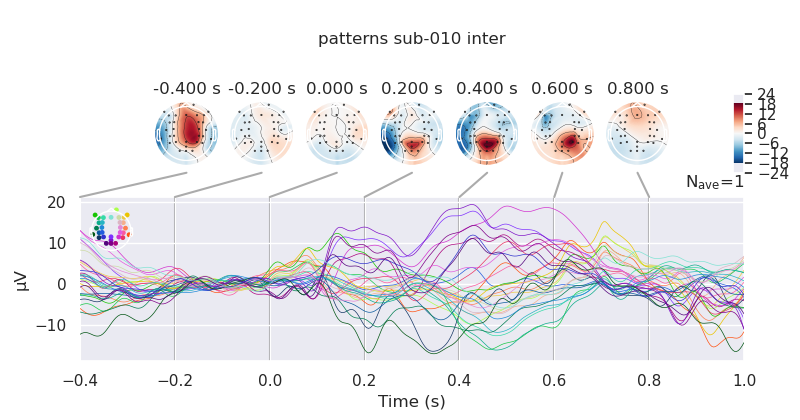 patterns sub-010 inter
-0.400 s -0.200 s 0.000 s 0.200 s 0.400 s 0.600 s 0.800 s
24
18
12
6
0
−6
−12
−18
−24
Nave=1
20
10
0
−10
µV
−0.4 −0.2 0.0 0.2 0.4 0.6 0.8 1.0
Time (s)